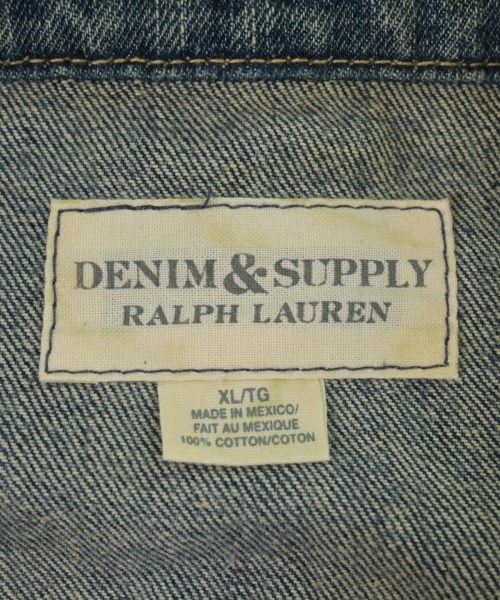 DENIM & SUPPLY
RALPH LAUREN
XL/TG
MADE IN MEXICO/
FAIT AU MEXIQUE
100% COTTON/COTON